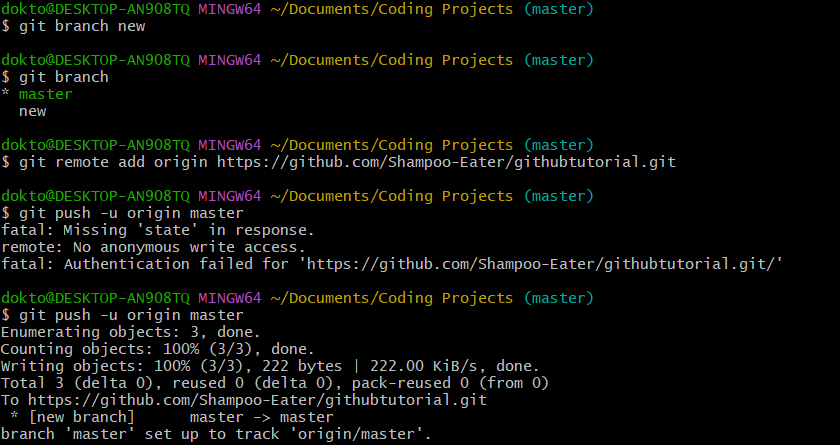 dokto@DESKTOP-AN908TQ MINGW64 ~/Documents/Coding Projects (master)
$ git branch new
dokto@DESKTOP-AN908TQ MINGW64 ~/Documents/Coding Projects (master)
$ git branch
* master
  new
dokto@DESKTOP-AN908TQ MINGW64 ~/Documents/Coding Projects (master)
$ git remote add origin https://github.com/Shampoo-Eater/githubtutorial.git
dokto@DESKTOP-AN908TQ MINGW64 ~/Documents/Coding Projects (master)
$ git push -u origin master
fatal: Missing 'state' in response.
remote: No anonymous write access.
fatal: Authentication failed for 'https://github.com/Shampoo-Eater/githubtutorial.git/'
dokto@DESKTOP-AN908TQ MINGW64 ~/Documents/Coding Projects (master)
$ git push -u origin master
Enumerating objects: 3, done.
Counting objects: 100% (3/3), done.
Writing objects: 100% (3/3), 222 bytes | 222.00 KiB/s, done.
Total 3 (delta 0), reused 0 (delta 0), pack-reused 0 (from 0)
To https://github.com/Shampoo-Eater/githubtutorial.git
 * [new branch]      master -> master
branch 'master' set up to track 'origin/master'.